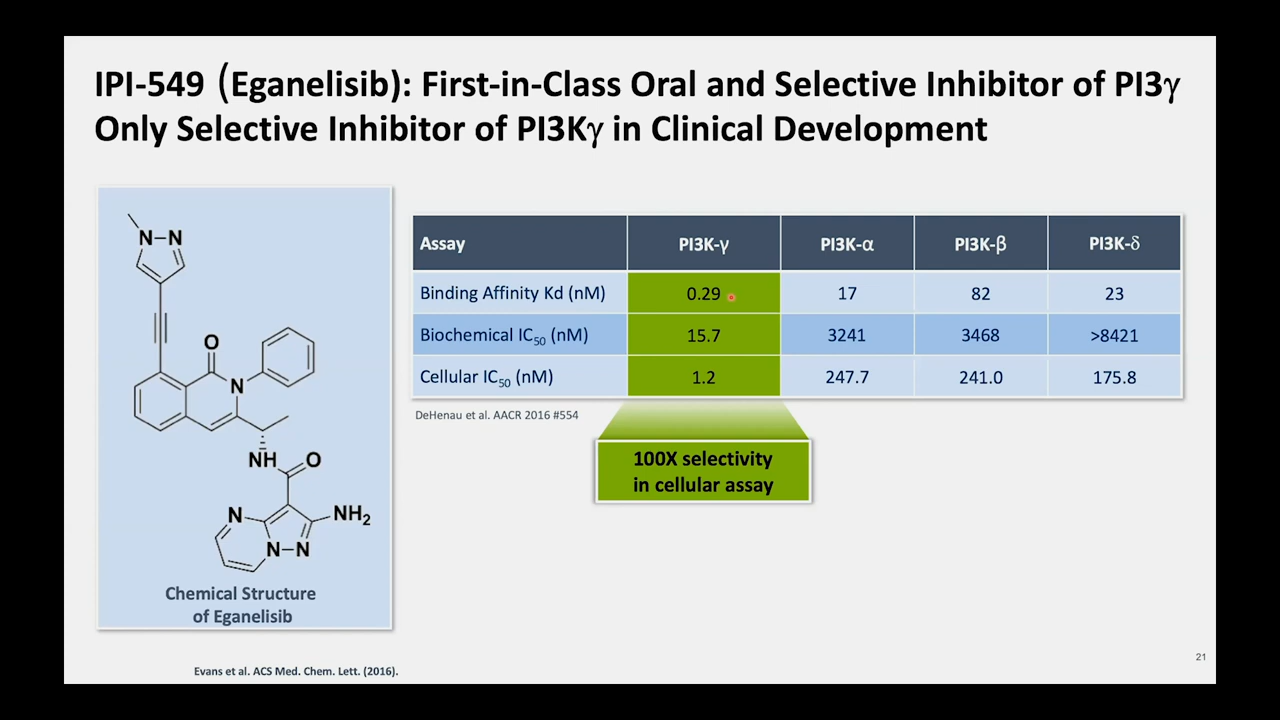 IPI-549 (Eganelisib): First-in-Class Oral and Selective Inhibitor of PI3γ
Only Selective Inhibitor of PI3Kγ in Clinical Development
N–N
O
N
NH
O
N
NH₂
N–N
Chemical Structure
of Eganelisib
Assay PI3K-γ PI3K-α PI3K-β PI3K-δ
Binding Affinity Kd (nM) 0.29 17 82 23
Biochemical IC₅₀ (nM) 15.7 3241 3468 >8421
Cellular IC₅₀ (nM) 1.2 247.7 241.0 175.8
DeHenau et al. AACR 2016 #554
100X selectivity
in cellular assay
Evans et al. ACS Med. Chem. Lett. (2016).
21